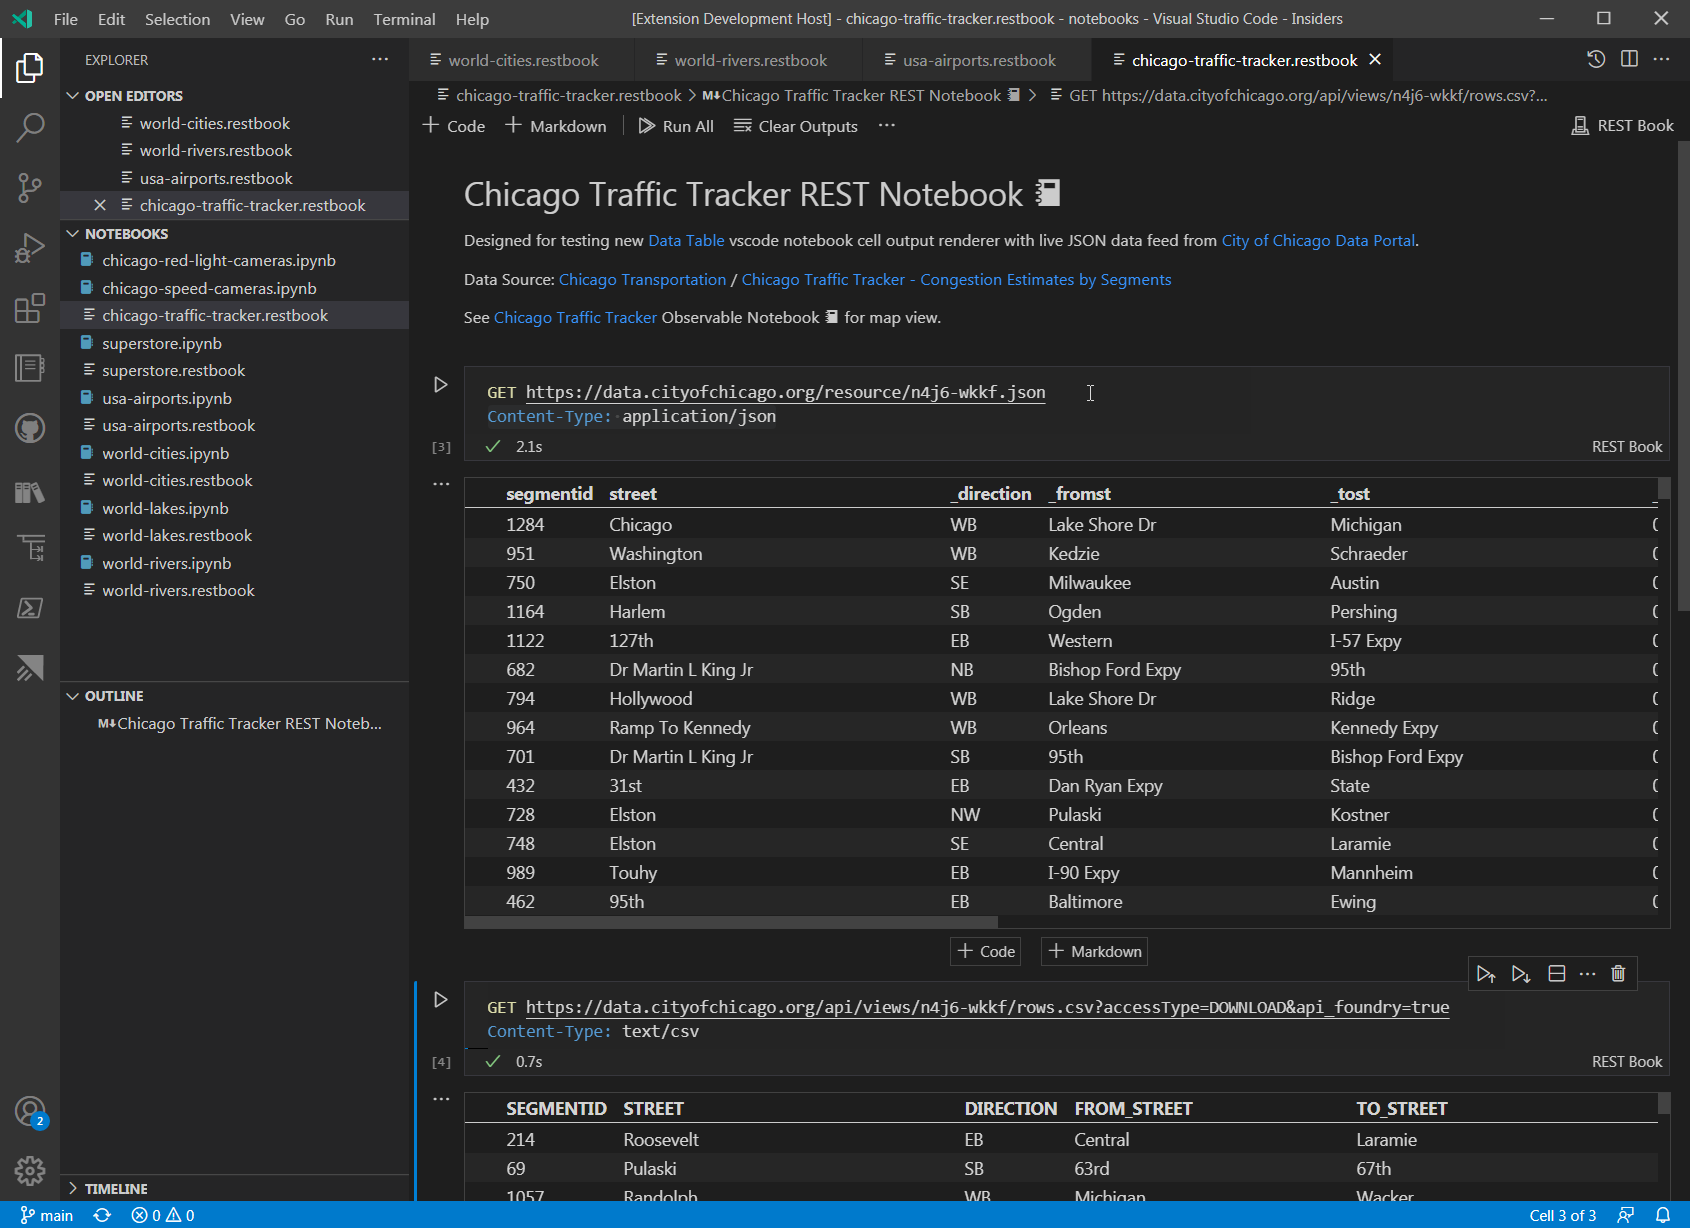 File Edit Selection View Go Run Terminal Help
[Extension Development Host] - chicago-traffic-tracker.restbook - notebooks - Visual Studio Code - Insiders
EXPLORER
OPEN EDITORS
world-cities.restbook
world-rivers.restbook
usa-airports.restbook
chicago-traffic-tracker.restbook
NOTEBOOKS
chicago-red-light-cameras.ipynb
chicago-speed-cameras.ipynb
chicago-traffic-tracker.restbook
superstore.ipynb
superstore.restbook
usa-airports.ipynb
usa-airports.restbook
world-cities.ipynb
world-cities.restbook
world-lakes.ipynb
world-lakes.restbook
world-rivers.ipynb
world-rivers.restbook
OUTLINE
Chicago Traffic Tracker REST Noteb...
TIMELINE
world-cities.restbook world-rivers.restbook usa-airports.restbook chicago-traffic-tracker.restbook
chicago-traffic-tracker.restbook > M↓Chicago Traffic Tracker REST Notebook > GET https://data.cityofchicago.org/api/views/n4j6-wkkf/rows.csv?...
+ Code + Markdown Run All Clear Outputs ... REST Book
Chicago Traffic Tracker REST Notebook
Designed for testing new Data Table vscode notebook cell output renderer with live JSON data feed from City of Chicago Data Portal.
Data Source: Chicago Transportation / Chicago Traffic Tracker - Congestion Estimates by Segments
See Chicago Traffic Tracker Observable Notebook for map view.
GET https://data.cityofchicago.org/resource/n4j6-wkkf.json
Content-Type: application/json
[3] 2.1s REST Book
segmentid street _direction _fromst _tost
1284 Chicago WB Lake Shore Dr Michigan
951 Washington WB Kedzie Schraeder
750 Elston SE Milwaukee Austin
1164 Harlem SB Ogden Pershing
1122 127th EB Western I-57 Expy
682 Dr Martin L King Jr NB Bishop Ford Expy 95th
794 Hollywood WB Lake Shore Dr Ridge
964 Ramp To Kennedy WB Orleans Kennedy Expy
701 Dr Martin L King Jr SB 95th Bishop Ford Expy
432 31st EB Dan Ryan Expy State
728 Elston NW Pulaski Kostner
748 Elston SE Central Laramie
989 Touhy EB I-90 Expy Mannheim
462 95th EB Baltimore Ewing
+ Code + Markdown
GET https://data.cityofchicago.org/api/views/n4j6-wkkf/rows.csv?accessType=DOWNLOAD&api_foundry=true
Content-Type: text/csv
[4] 0.7s REST Book
SEGMENTID STREET DIRECTION FROM_STREET TO_STREET
214 Roosevelt EB Central Laramie
69 Pulaski SB 63rd 67th
1057 Randolph WB Michigan Wacker
2
main 0 0 Cell 3 of 3